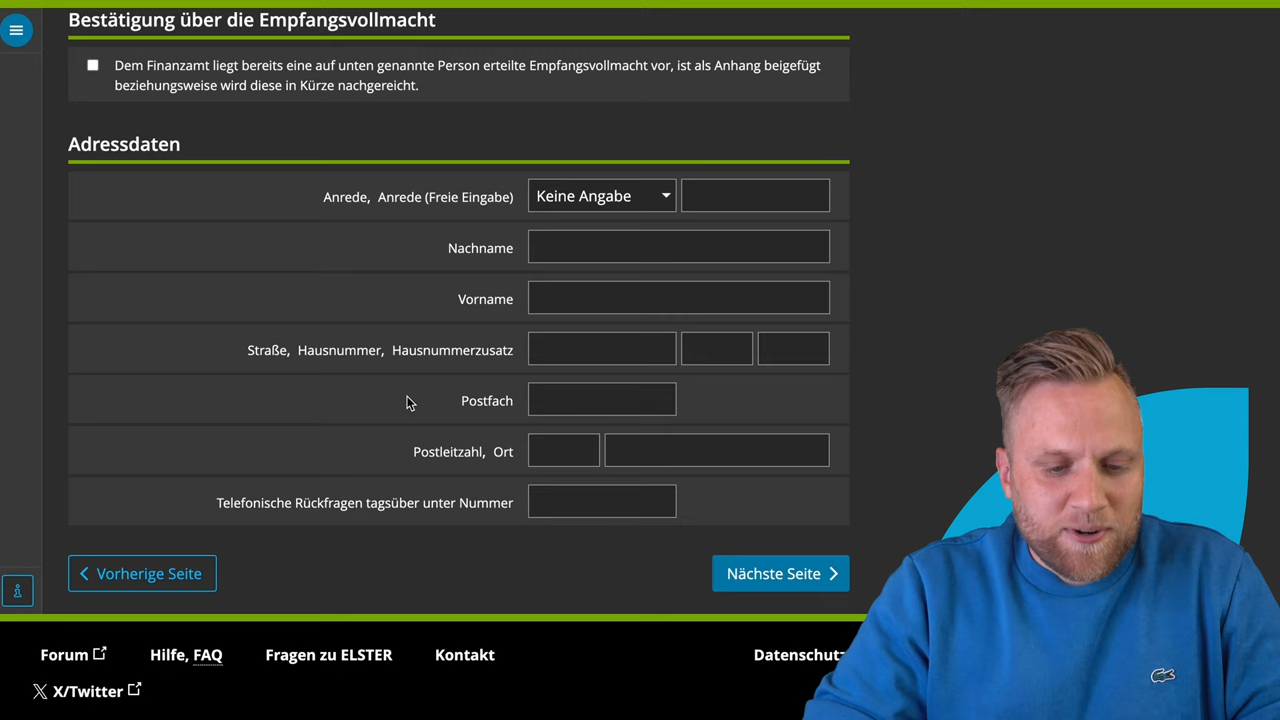 Bestätigung über die Empfangsvollmacht
Dem Finanzamt liegt bereits eine auf unten genannte Person erteilte Empfangsvollmacht vor, ist als Anhang beigefügt
beziehungsweise wird diese in Kürze nachgereicht.
Adressdaten
Anrede, Anrede (Freie Eingabe) Keine Angabe
Nachname
Vorname
Straße, Hausnummer, Hausnummerzusatz
Postfach
Postleitzahl, Ort
Telefonische Rückfragen tagsüber unter Nummer
Vorherige Seite Nächste Seite
Forum Hilfe, FAQ Fragen zu ELSTER Kontakt Datenschutz
X/Twitter